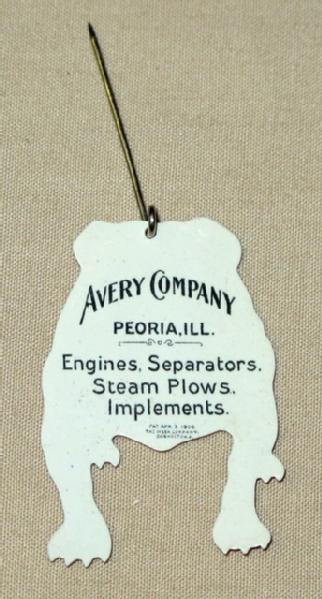 AVERY COMPANY
PEORIA, ILL.
Engines, Separators.
Steam Plows.
Implements.